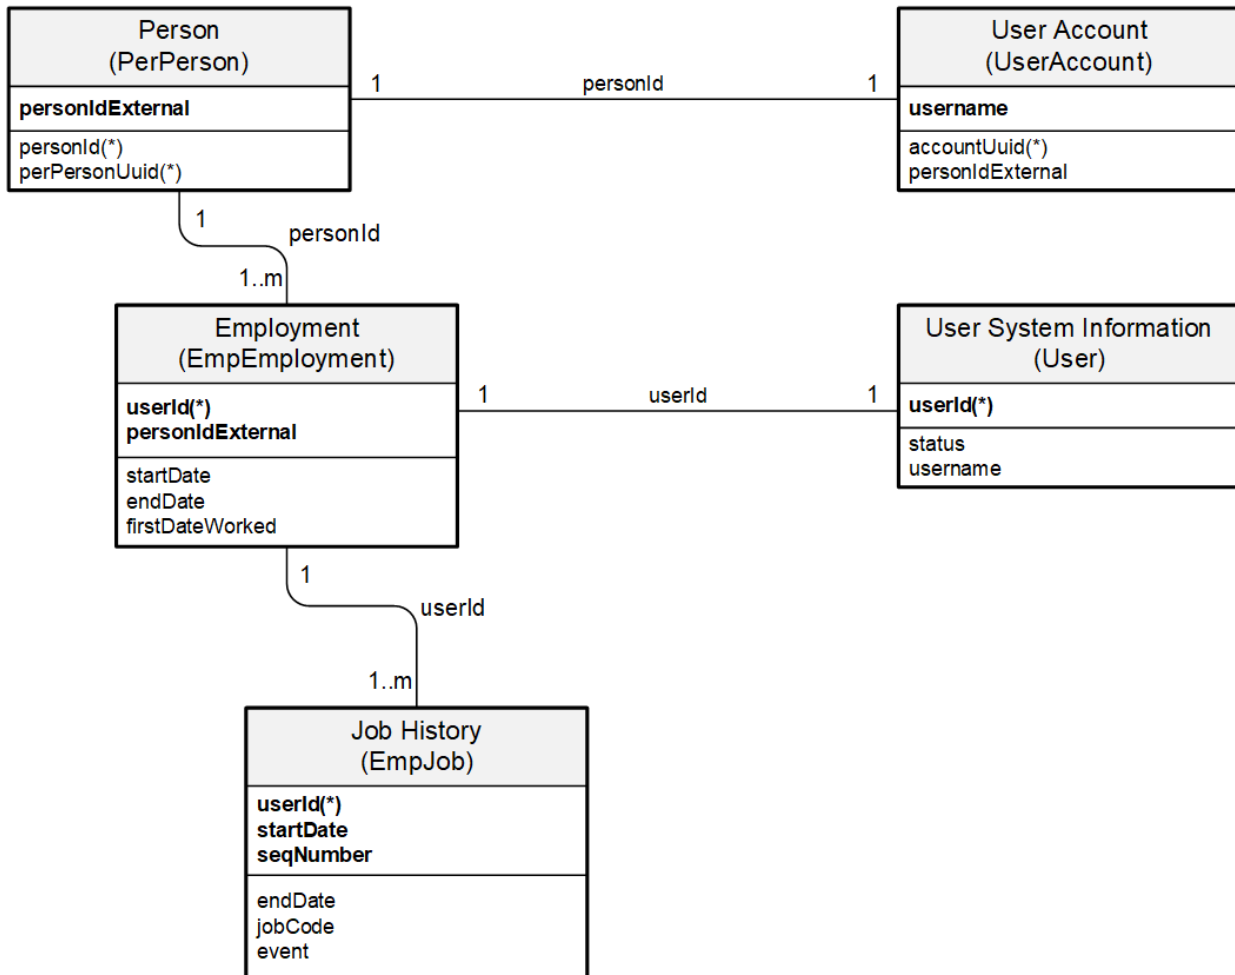 Person
(PerPerson)
personIdExternal
personId(*)
perPersonUuid(*)
1
personId
1
User Account
(UserAccount)
username
accountUuid(*)
personIdExternal
1
personId
1..m
Employment
(EmpEmployment)
userId(*)
personIdExternal
startDate
endDate
firstDateWorked
1
userId
1
User System Information
(User)
userId(*)
status
username
1
userId
1..m
Job History
(EmpJob)
userId(*)
startDate
seqNumber
endDate
jobCode
event